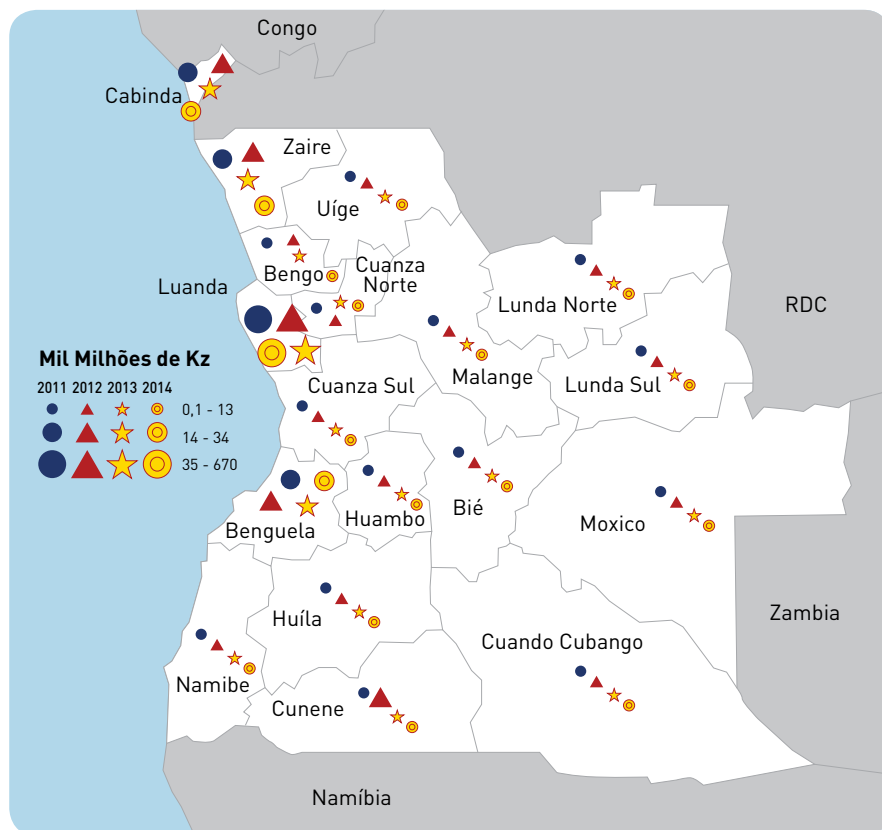 Congo
Cabinda
Zaire
Uíge
Bengo
Cuanza
Norte
Luanda
Lunda Norte
RDC
Mil Milhões de Kz
2011 2012 2013 2014
0,1 - 13
14 - 34
35 - 670
Malange
Lunda Sul
Cuanza Sul
Benguela
Huambo
Bié
Moxico
Huíla
Zambia
Cuando Cubango
Namibe
Cunene
Namíbia